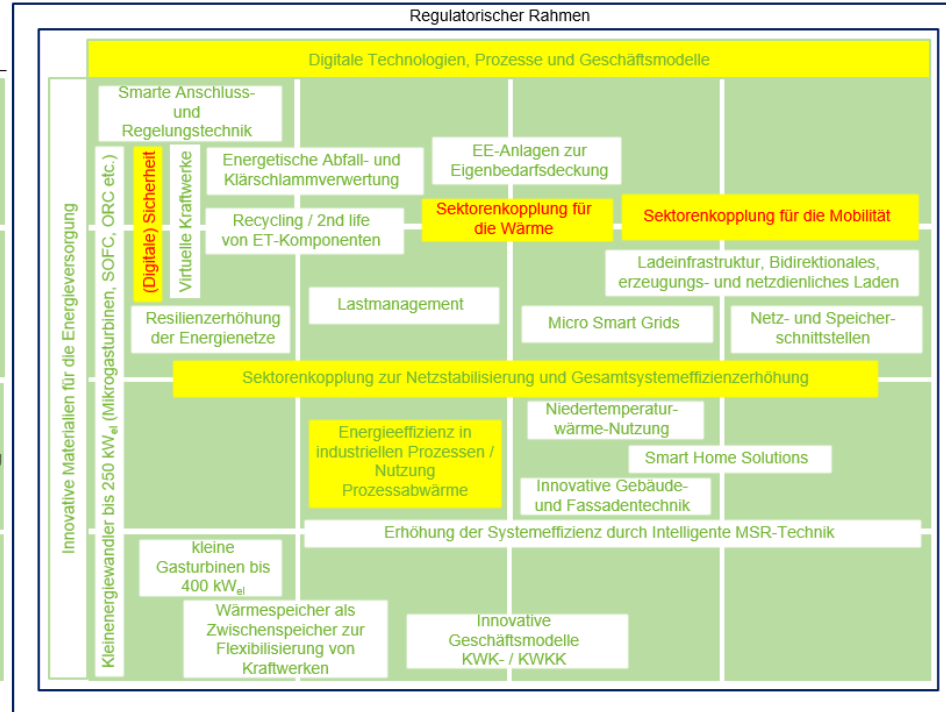 Regulatorischer Rahmen
Digitale Technologien, Prozesse und Geschäftsmodelle
Innovative Materialien für die Energieversorgung
Kleinenergiewandler bis 250 kWel (Mikrogasturbinen, SOFC, ORC etc.)
Smarte Anschluss-
und
Regelungstechnik
(Digitale) Sicherheit
Virtuelle Kraftwerke
Energetische Abfall- und
Klärschlammverwertung
EE-Anlagen zur
Eigenbedarfsdeckung
Recycling / 2nd life
von ET-Komponenten
Sektorenkopplung für
die Wärme
Sektorenkopplung für die Mobilität
Ladeinfrastruktur, Bidirektionales,
erzeugungs- und netzdienliches Laden
Resilienzerhöhung
der Energienetze
Lastmanagement
Micro Smart Grids
Netz- und Speicher-
schnittstellen
Sektorenkopplung zur Netzstabilisierung und Gesamtsystemeffizienzerhöhung
Energieeffizienz in
industriellen Prozessen /
Nutzung
Prozessabwärme
Niedertemperatur-
wärme-Nutzung
Smart Home Solutions
Innovative Gebäude-
und Fassadentechnik
Erhöhung der Systemeffizienz durch Intelligente MSR-Technik
kleine
Gasturbinen bis
400 kWel
Wärmespeicher als
Zwischenspeicher zur
Flexibilisierung von
Kraftwerken
Innovative
Geschäftsmodelle
KWK- / KWKK